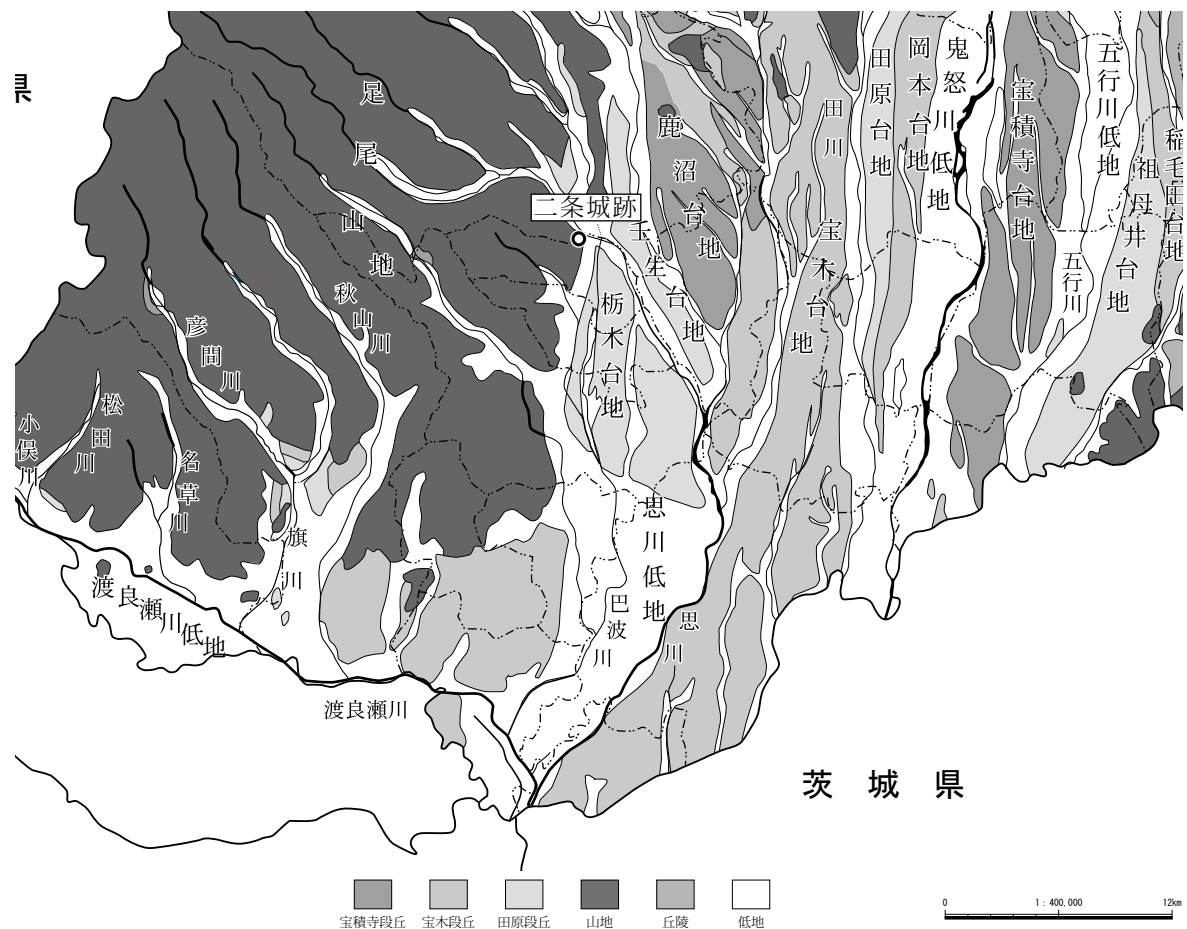 県
足尾山地
鹿沼台地
田川
田原台地
岡本台地
鬼怒川低地
宝積寺台地
五行川低地
祖母井台地
稲毛田台地
二条城跡
壬生台地
宝木台地
五行川
栃木台地
秋山川
彦間川
松田川
小俣川
名草川
旗川
思川低地
巴波川
思川
渡良瀬川低地
渡良瀬川
茨城県
宝積寺段丘
宝木段丘
田原段丘
山地
丘陵
低地
0
1 : 400,000
12km